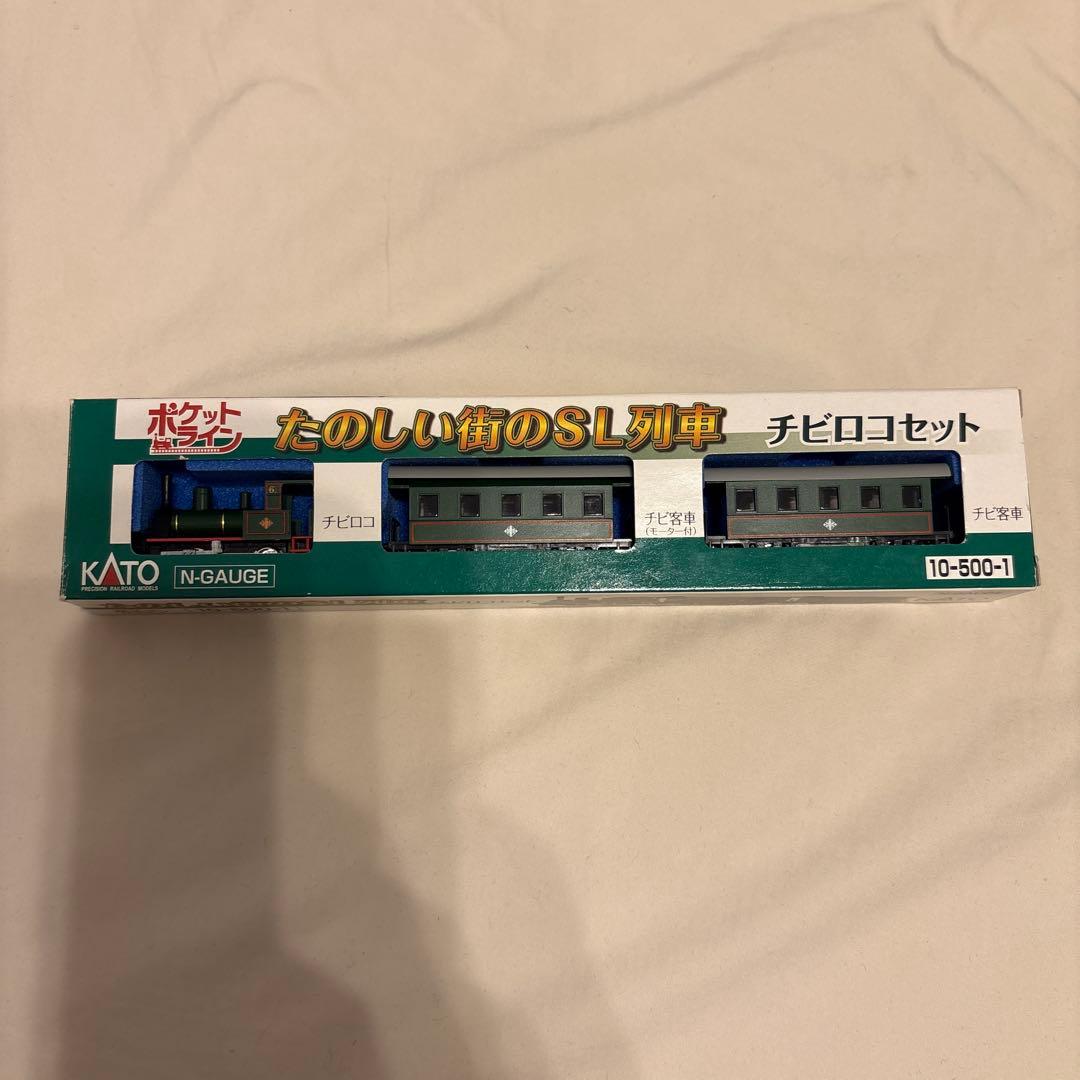 ポケット
ライン
たのしい街のSL列車
チビロコセット
6
チビロコ
チビ客車
(モーター付)
チビ客車
KATO
PRECISION RAILROAD MODELS
N-GAUGE
10-500-1